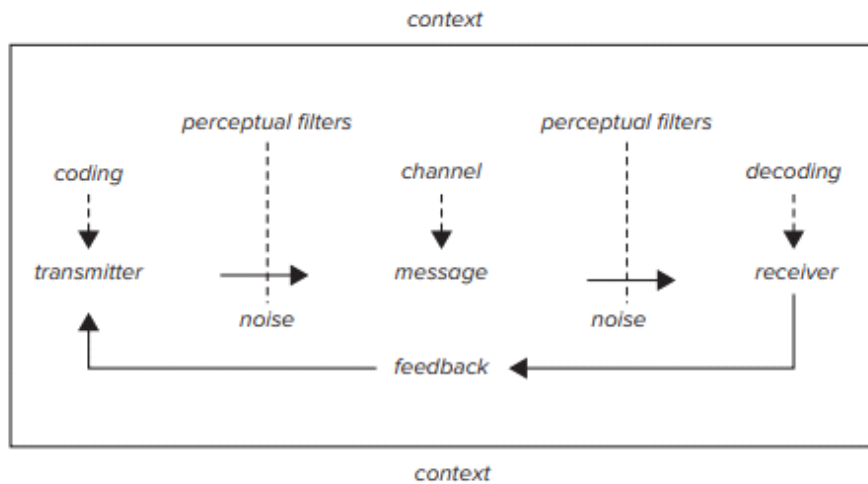 context
perceptual filters
perceptual filters
coding
channel
decoding
transmitter
message
receiver
noise
noise
feedback
context